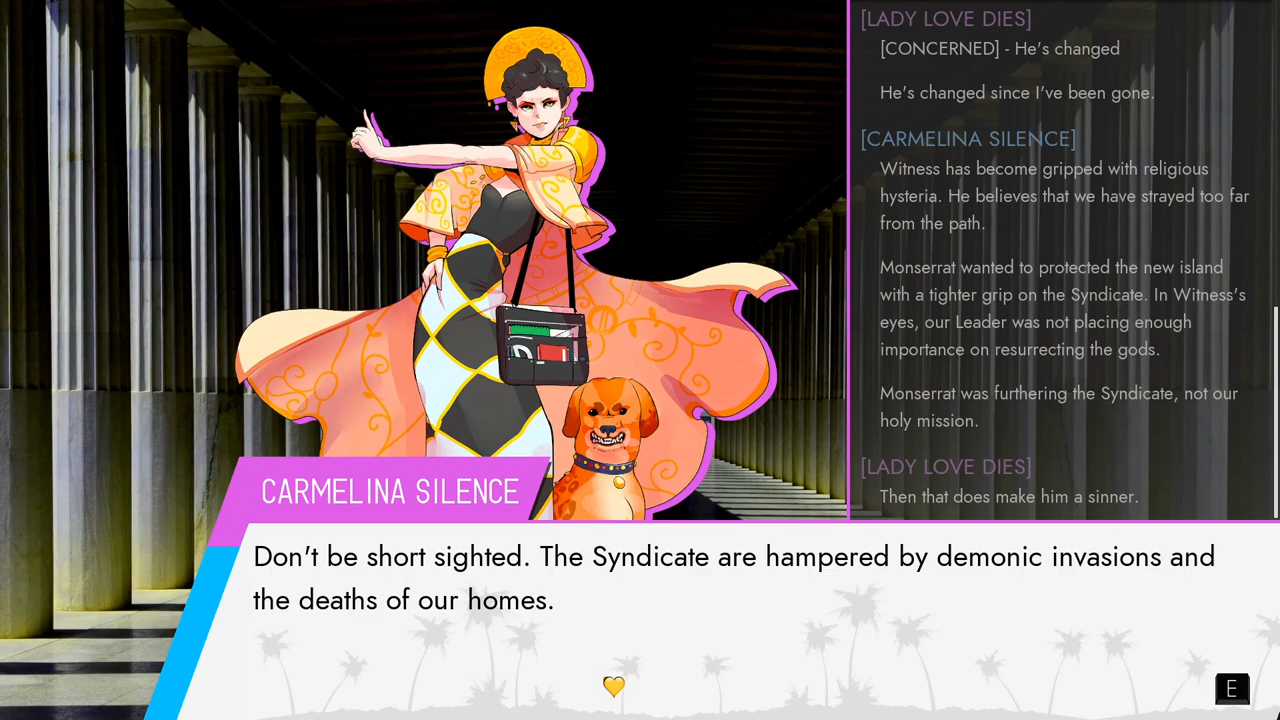 [LADY LOVE DIES]
[CONCERNED] - He's changed
He's changed since I've been gone.
[CARMELINA SILENCE]
Witness has become gripped with religious
hysteria. He believes that we have strayed too far
from the path.
Monserrat wanted to protected the new island
with a tighter grip on the Syndicate. In Witness's
eyes, our Leader was not placing enough
importance on resurrecting the gods.
Monserrat was furthering the Syndicate, not our
holy mission.
[LADY LOVE DIES]
Then that does make him a sinner.
CARMELINA SILENCE
Don't be short sighted. The Syndicate are hampered by demonic invasions and
the deaths of our homes.
E